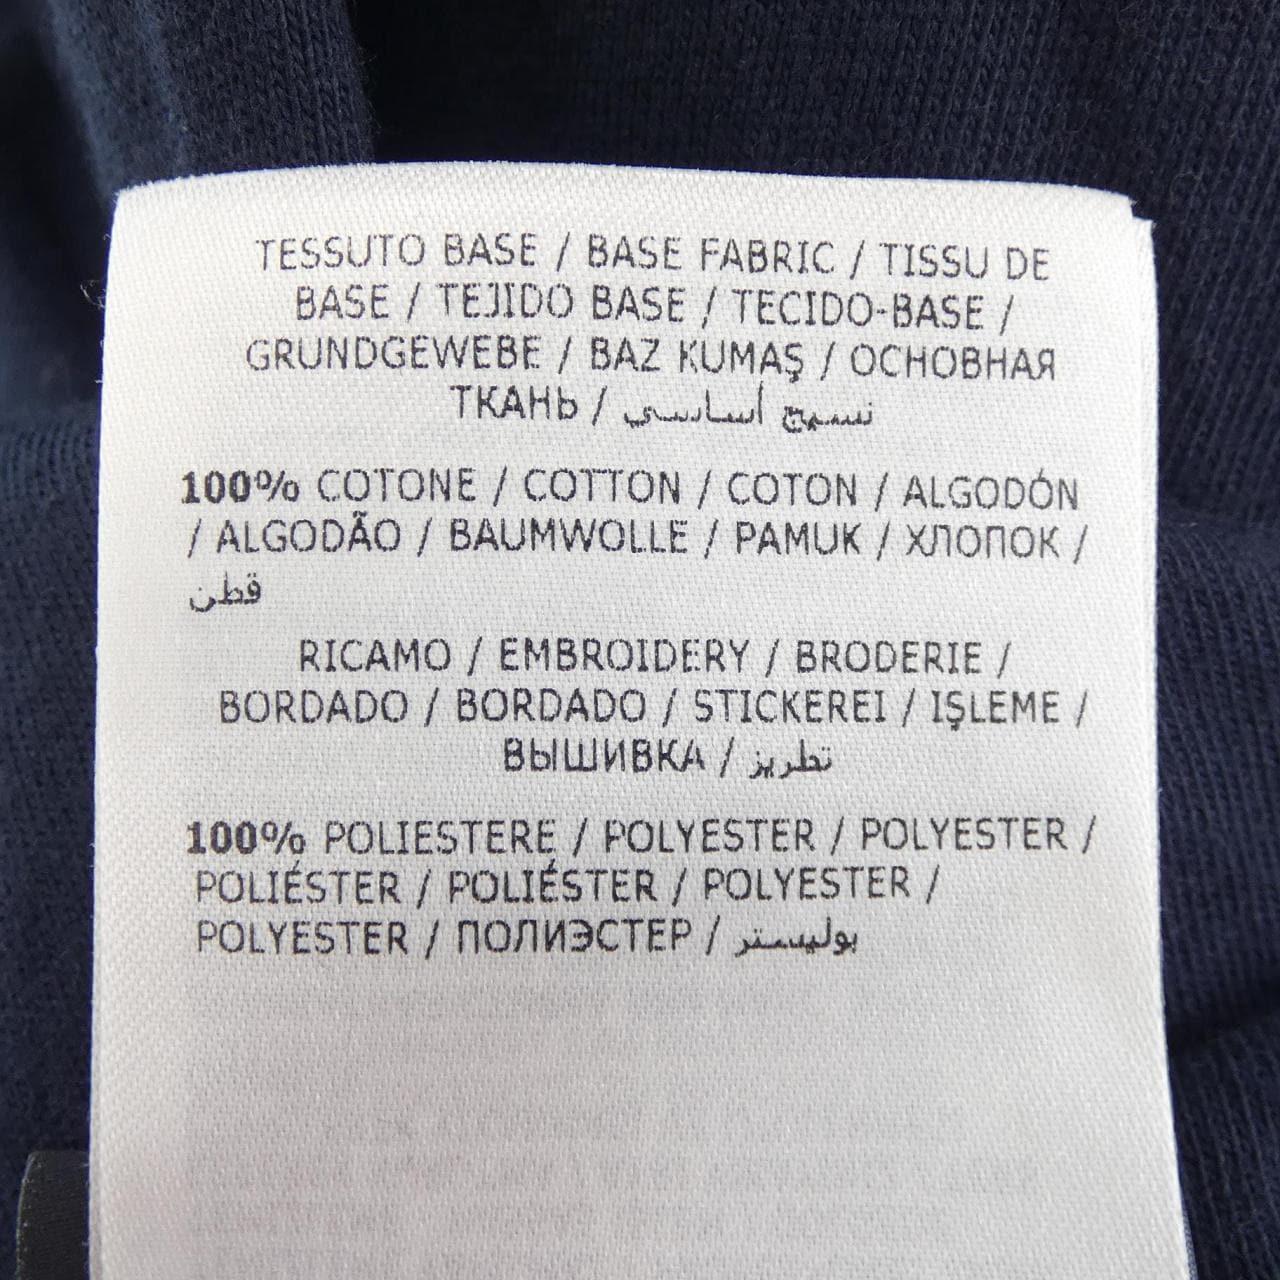 TESSUTO BASE / BASE FABRIC / TISSU DE
BASE / TEJIDO BASE / TECIDO-BASE /
GRUNDGEWEBE / BAZ KUMAŞ / ОСНОВНАЯ
ТКАНЬ / نسيج أساسي
100% COTONE / COTTON / COTON / ALGODÓN
/ ALGODÃO / BAUMWOLLE / PAMUK / ХЛОПОК /
قطن
RICAMO / EMBROIDERY / BRODERIE /
BORDADO / BORDADO / STICKEREI / IŞLEME /
ВЫШИВКА / تطريز
100% POLIESTERE / POLYESTER / POLYESTER /
POLIÉSTER / POLIÉSTER / POLYESTER /
POLYESTER / ПОЛИЭСТЕР / بوليستر